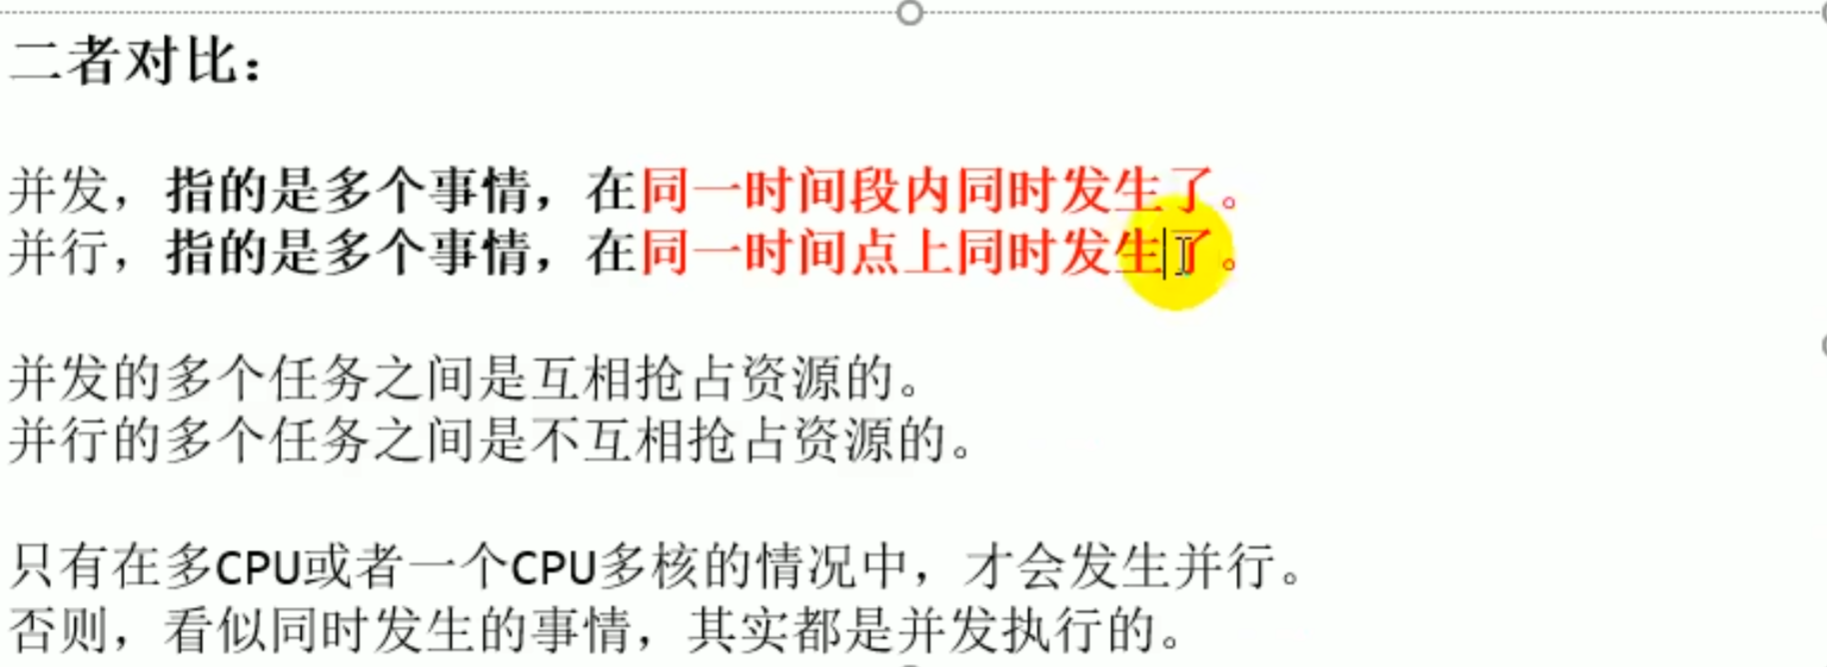 二者对比：
并发，指的是多个事情，在同一时间段内同时发生了。
并行，指的是多个事情，在同一时间点上同时发生了。
并发的多个任务之间是互相抢占资源的。
并行的多个任务之间是不互相抢占资源的。
只有在多CPU或者一个CPU多核的情况中，才会发生并行。
否则，看似同时发生的事情，其实都是并发执行的。